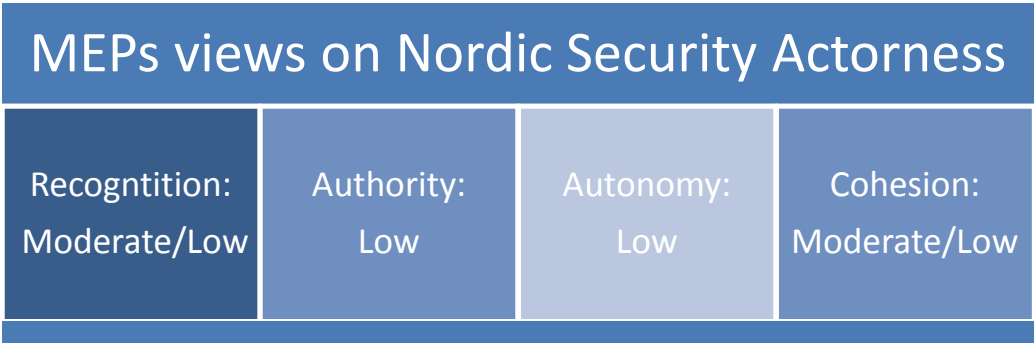 MEPs views on Nordic Security Actorness
Recogntition:
Moderate/Low
Authority:
Low
Autonomy:
Low
Cohesion:
Moderate/Low